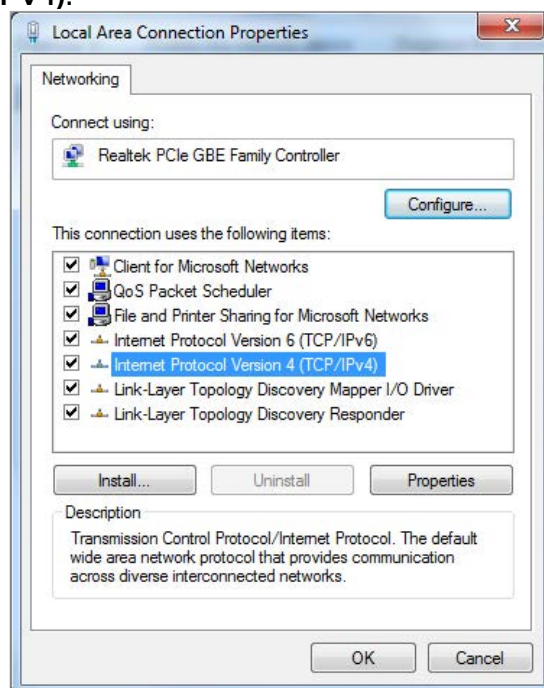 Local Area Connection Properties
Networking
Connect using:
Realtek PCIe GBE Family Controller
Configure...
This connection uses the following items:
Client for Microsoft Networks
QoS Packet Scheduler
File and Printer Sharing for Microsoft Networks
Internet Protocol Version 6 (TCP/IPv6)
Internet Protocol Version 4 (TCP/IPv4)
Link-Layer Topology Discovery Mapper I/O Driver
Link-Layer Topology Discovery Responder
Install... Uninstall Properties
Description
Transmission Control Protocol/Internet Protocol. The default
wide area network protocol that provides communication
across diverse interconnected networks.
OK Cancel